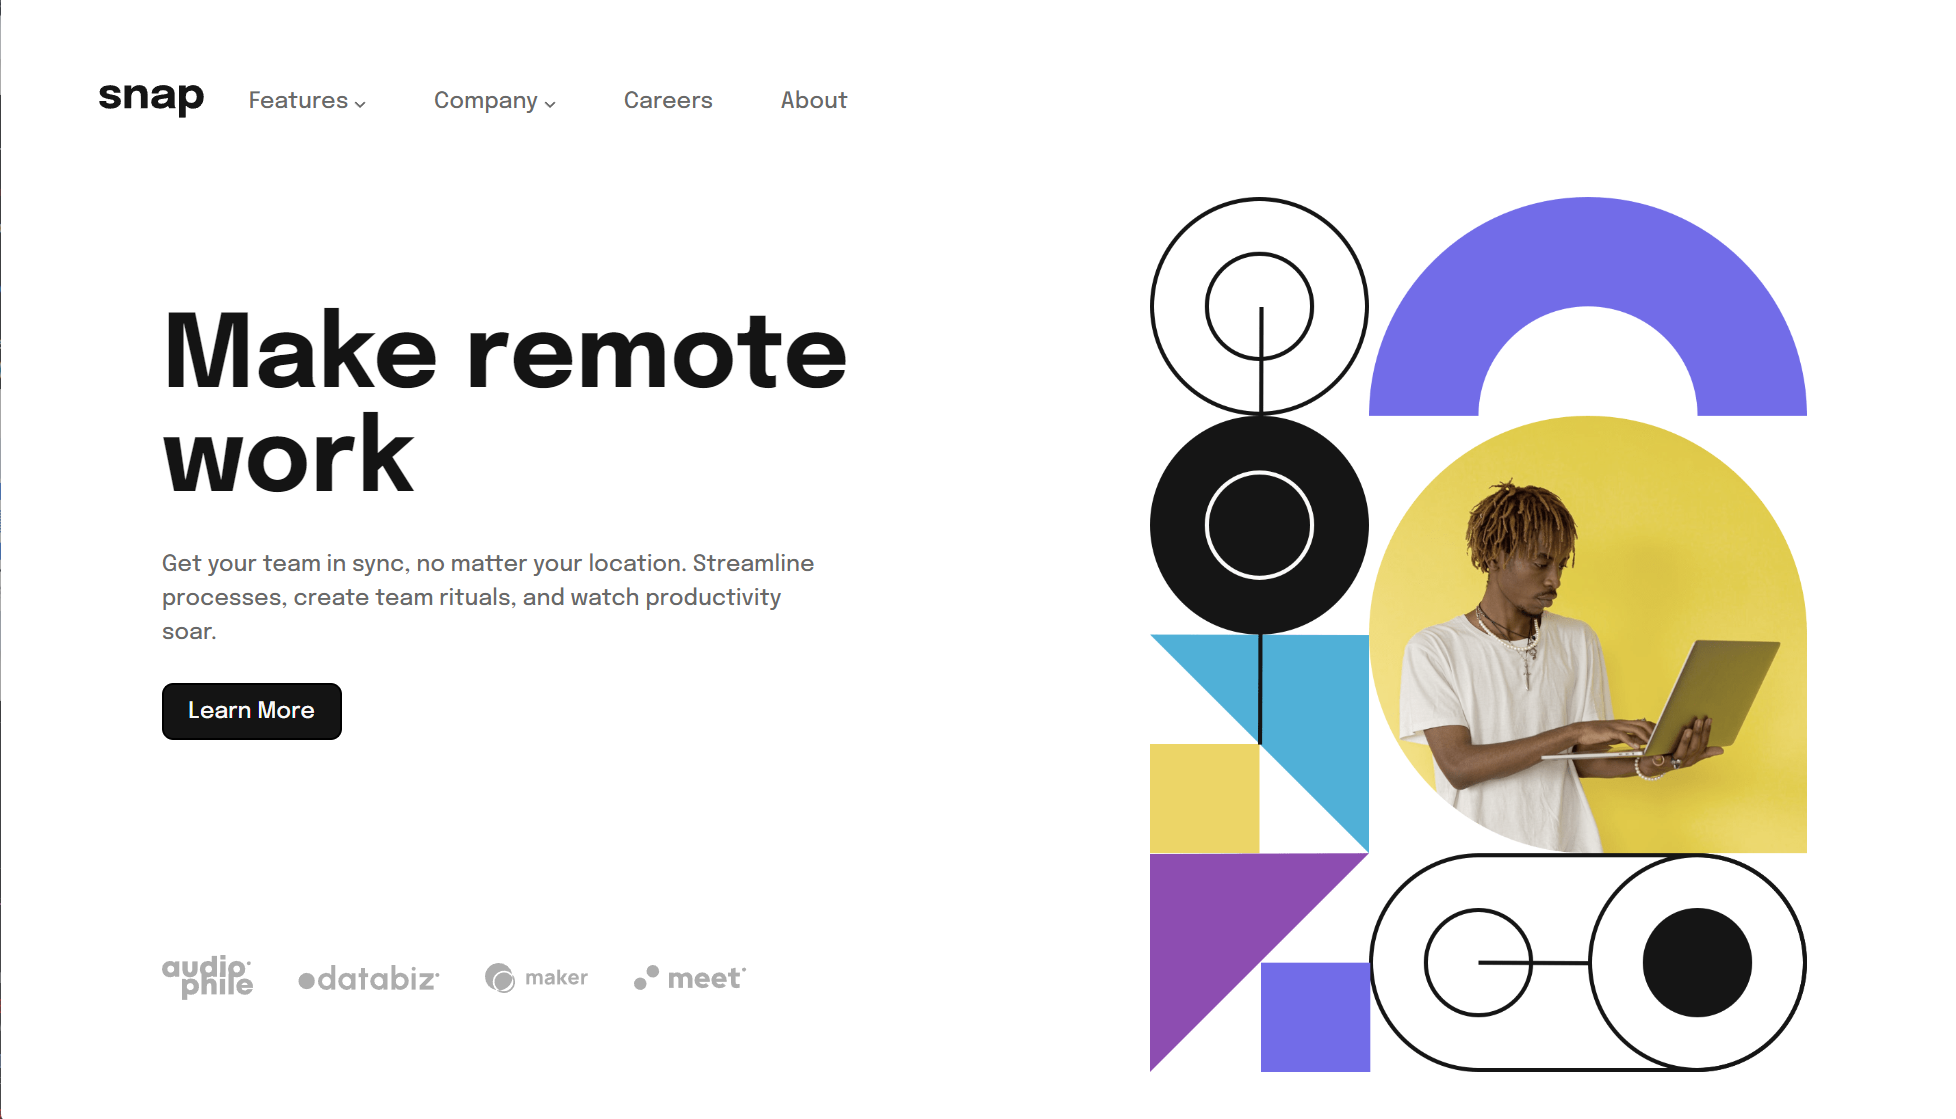 snap Features Company Careers About
Make remote
work
Get your team in sync, no matter your location. Streamline
processes, create team rituals, and watch productivity
soar.
Learn More
audiophile databiz maker meet